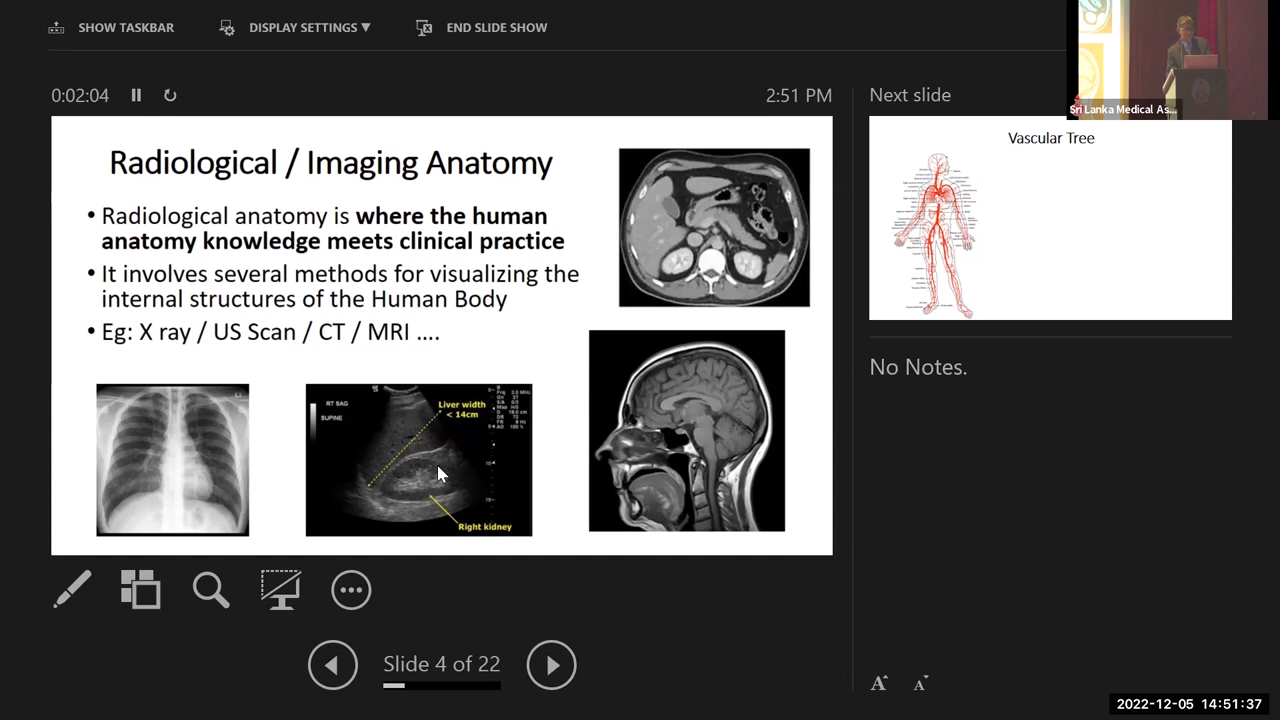 SHOW TASKBAR
DISPLAY SETTINGS ▼
END SLIDE SHOW
Sri Lanka Medical As...
0:02:04
2:51 PM
Next slide
Radiological / Imaging Anatomy
• Radiological anatomy is where the human
anatomy knowledge meets clinical practice
• It involves several methods for visualizing the
internal structures of the Human Body
• Eg: X ray / US Scan / CT / MRI ....
RT SAG
SUPINE
Liver width
< 14cm
Right kidney
Vascular Tree
No Notes.
Slide 4 of 22
A A
2022-12-05 14:51:37